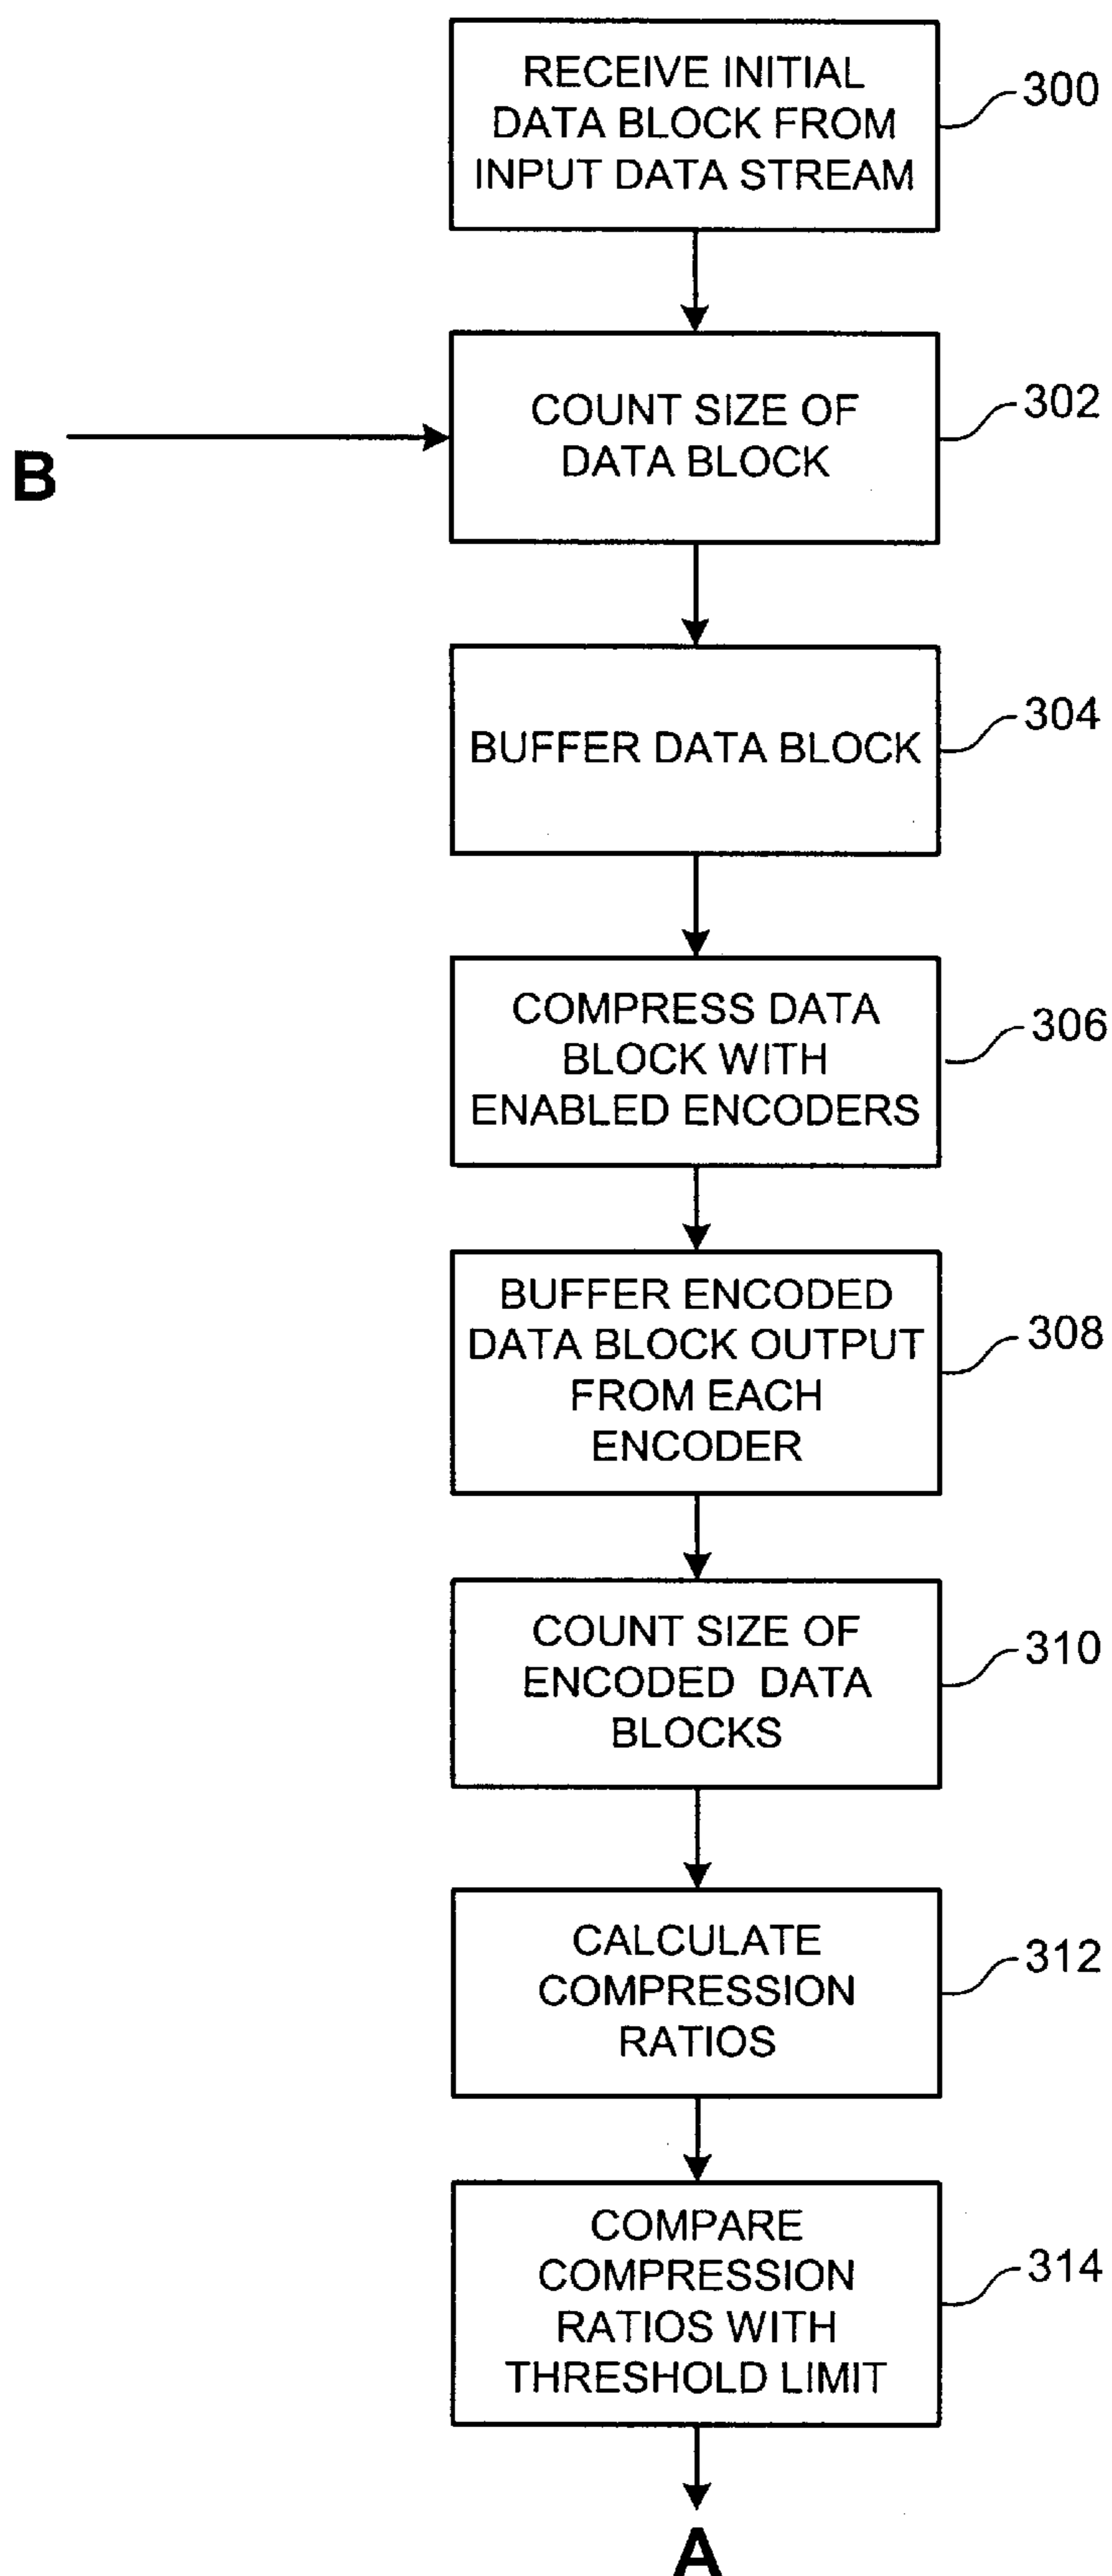 RECEIVE INITIAL
DATA BLOCK FROM
INPUT DATA STREAM
300
COUNT SIZE OF
DATA BLOCK
302
B
BUFFER DATA BLOCK
304
COMPRESS DATA
BLOCK WITH
ENABLED ENCODERS
306
BUFFER ENCODED
DATA BLOCK OUTPUT
FROM EACH
ENCODER
308
COUNT SIZE OF
ENCODED DATA
BLOCKS
310
CALCULATE
COMPRESSION
RATIOS
312
COMPARE
COMPRESSION
RATIOS WITH
THRESHOLD LIMIT
314
A